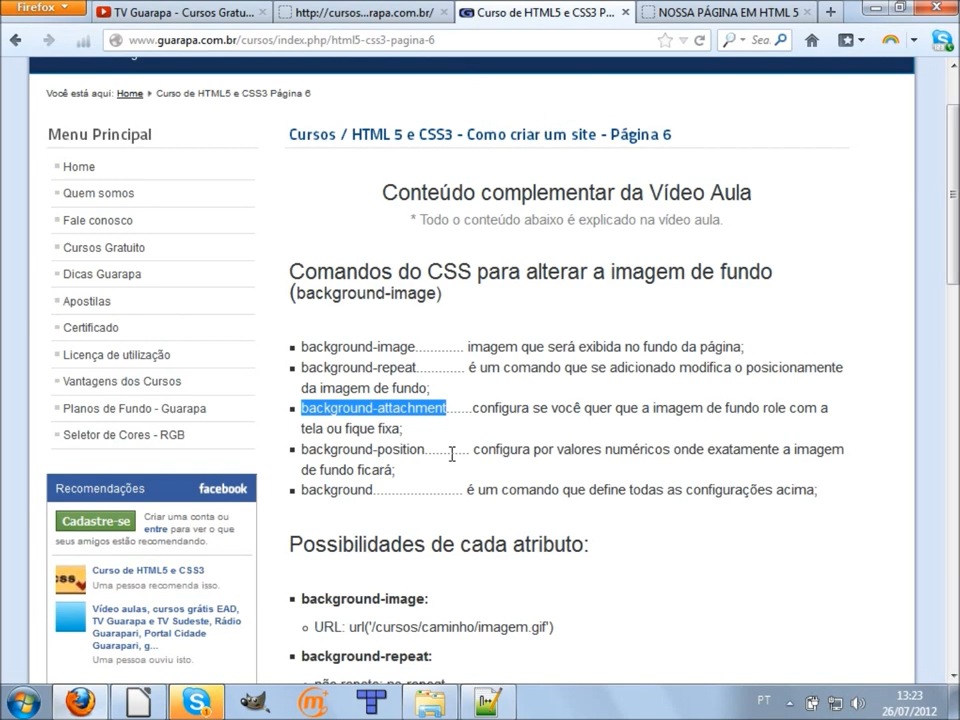 Firefox
TV Guarapa - Cursos Gratu...
http://cursos...rapa.com.br/
Curso de HTML5 e CSS3 P...
NOSSA PÁGINA EM HTML 5
www.guarapa.com.br/cursos/index.php/html5-css3-pagina-6
Sea.
Você está aqui: Home Curso de HTML5 e CSS3 Página 6
Menu Principal
Home
Quem somos
Fale conosco
Cursos Gratuito
Dicas Guarapa
Apostilas
Certificado
Licença de utilização
Vantagens dos Cursos
Planos de Fundo - Guarapa
Seletor de Cores - RGB
Recomendações facebook
Cadastre-se
Criar uma conta ou
entre para ver o que
seus amigos estão recomendando.
Curso de HTML5 e CSS3
Uma pessoa recomenda isso.
Vídeo aulas, cursos grátis EAD,
TV Guarapa e TV Sudeste, Rádio
Guarapari, Portal Cidade
Guarapari, g...
Uma pessoa ouviu isto.
Cursos / HTML 5 e CSS3 - Como criar um site - Página 6
Conteúdo complementar da Vídeo Aula
* Todo o conteúdo abaixo é explicado na vídeo aula.
Comandos do CSS para alterar a imagem de fundo
(background-image)
background-image............. imagem que será exibida no fundo da página;
background-repeat............. é um comando que se adicionado modifica o posicionamente
da imagem de fundo;
background-attachment.......configura se você quer que a imagem de fundo role com a
tela ou fique fixa;
background-position............ configura por valores numéricos onde exatamente a imagem
de fundo ficará;
background........................ é um comando que define todas as configurações acima;
Possibilidades de cada atributo:
background-image:
URL: url('/cursos/caminho/imagem.gif')
background-repeat:
não repete: no-repeat
PT
13:23
26/07/2012